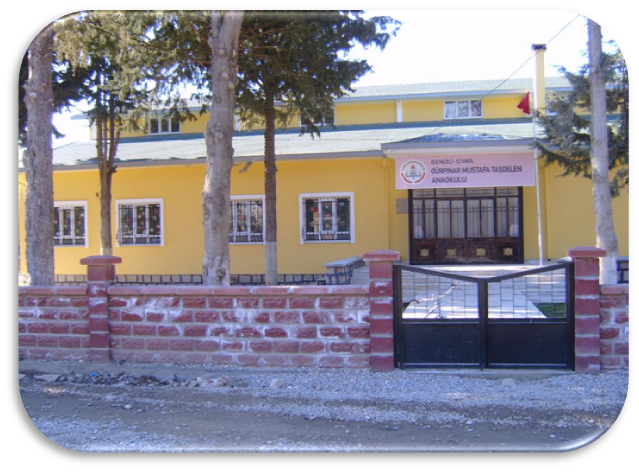 DENİZLİ-ÇİVRİL
GÜRPINAR MUSTAFA TAŞDELEN
ANAOKULU